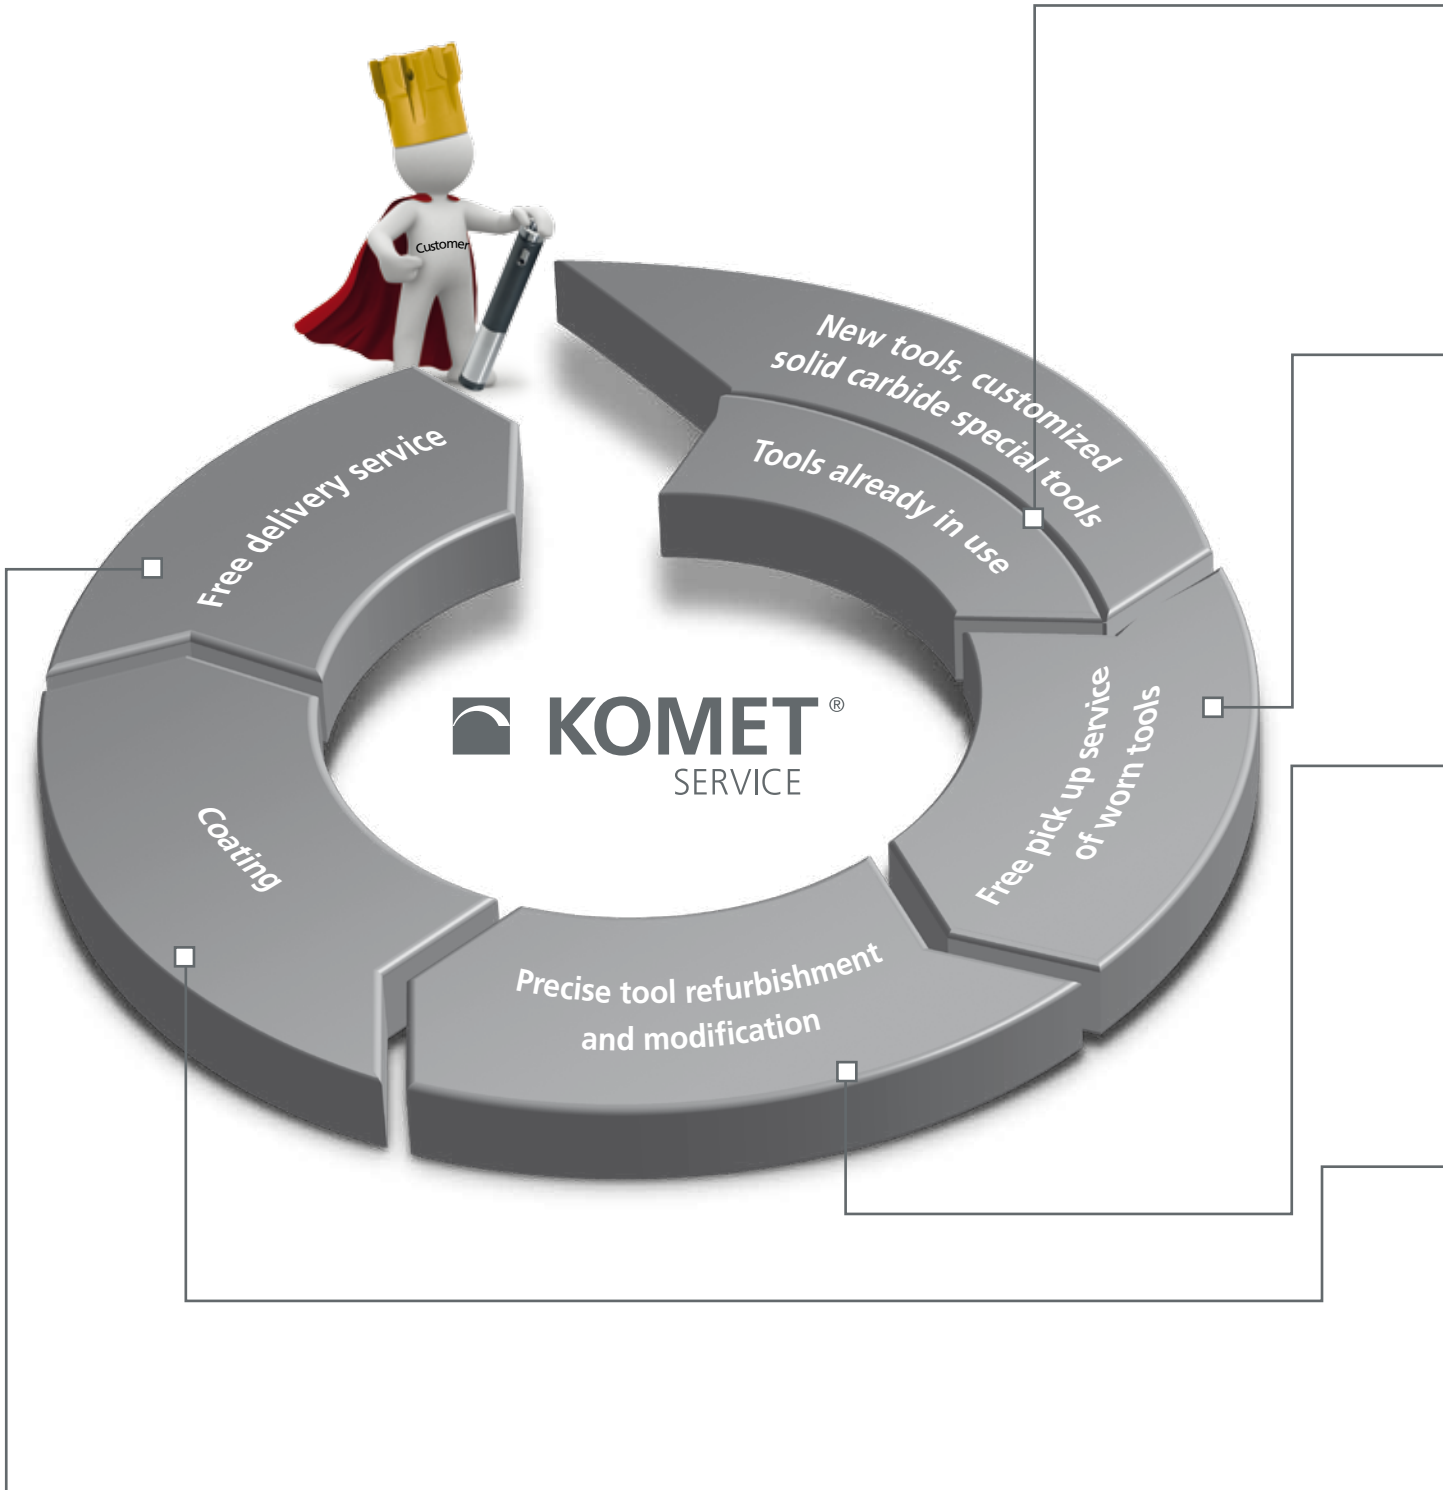 Customer
New tools, customized
solid carbide special tools
Tools already in use
Free pick up service
of worn tools
Precise tool refurbishment
and modification
Coating
Free delivery service
KOMET®
SERVICE